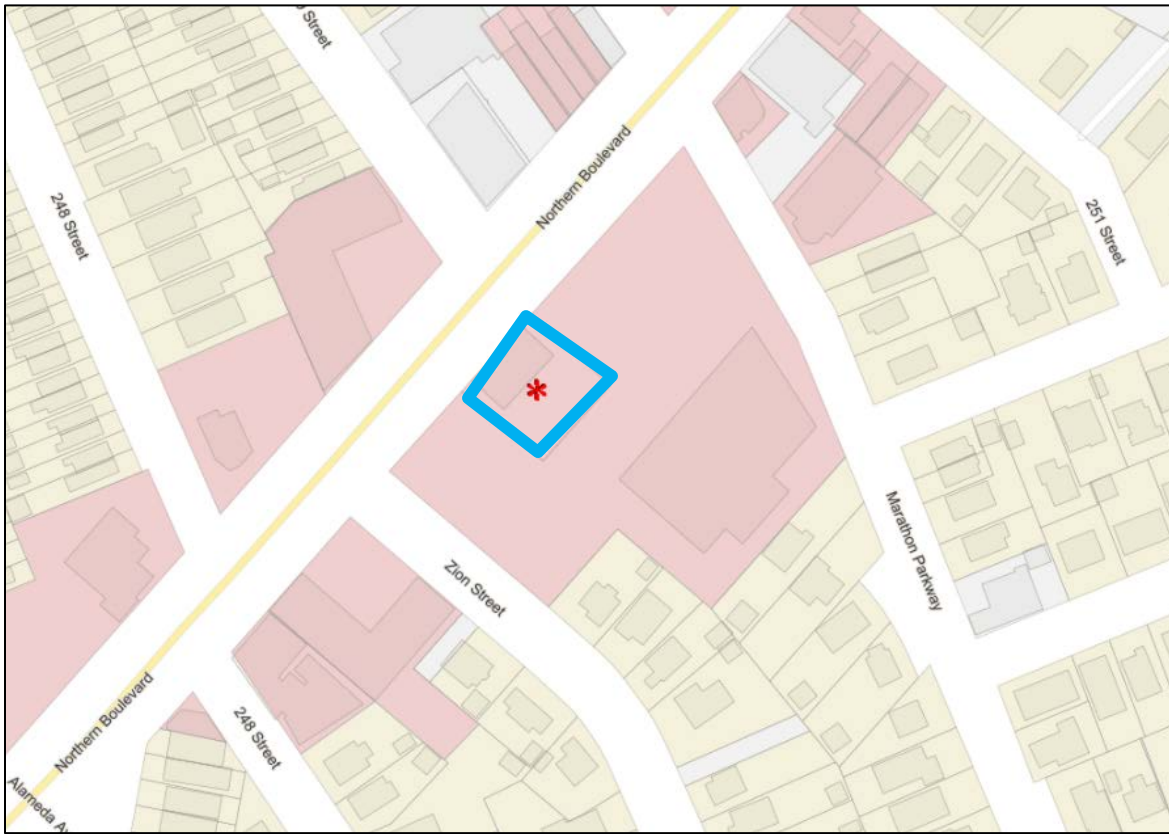 Street
248 Street
Northern Boulevard
251 Street
Marathon Parkway
Zion Street
Northern Boulevard
248 Street
Alameda Av